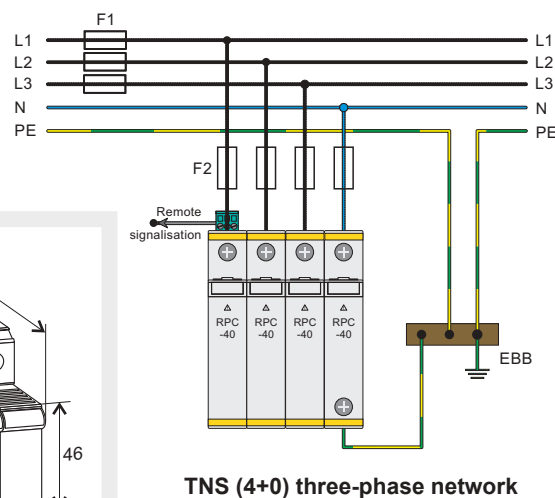 F1
L1 L1
L2 L2
L3 L3
N N
PE PE
F2
Remote
signalisation
RPC RPC RPC RPC
-40 -40 -40 -40
EBB
46
TNS (4+0) three-phase network